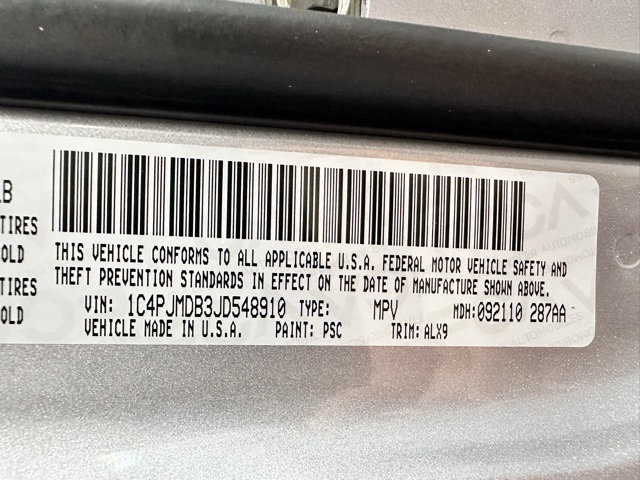 LB
TIRES
OLD
TIRES
OLD
THIS VEHICLE CONFORMS TO ALL APPLICABLE U.S.A. FEDERAL MOTOR VEHICLE SAFETY AND
THEFT PREVENTION STANDARDS IN EFFECT ON THE DATE OF MANUFACTURE SHOWN ABOVE.
VIN: 1C4PJMDB3JD548910 TYPE: MPV MDH:092110 287AA
VEHICLE MADE IN U.S.A. PAINT: PSC TRIM: ALX9